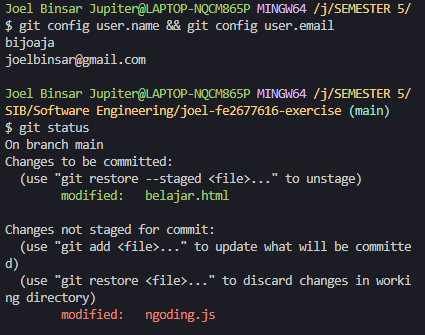 Joel Binsar Jupiter@LAPTOP-NQCM865P MINGW64 /j/SEMESTER 5/
$ git config user.name && git config user.email
bijoaja
joelbinsar@gmail.com

Joel Binsar Jupiter@LAPTOP-NQCM865P MINGW64 /j/SEMESTER 5/
SIB/Software Engineering/joel-fe2677616-exercise (main)
$ git status
On branch main
Changes to be committed:
  (use "git restore --staged <file>..." to unstage)
        modified:   belajar.html

Changes not staged for commit:
  (use "git add <file>..." to update what will be committe
d)
  (use "git restore <file>..." to discard changes in worki
ng directory)
        modified:   ngoding.js